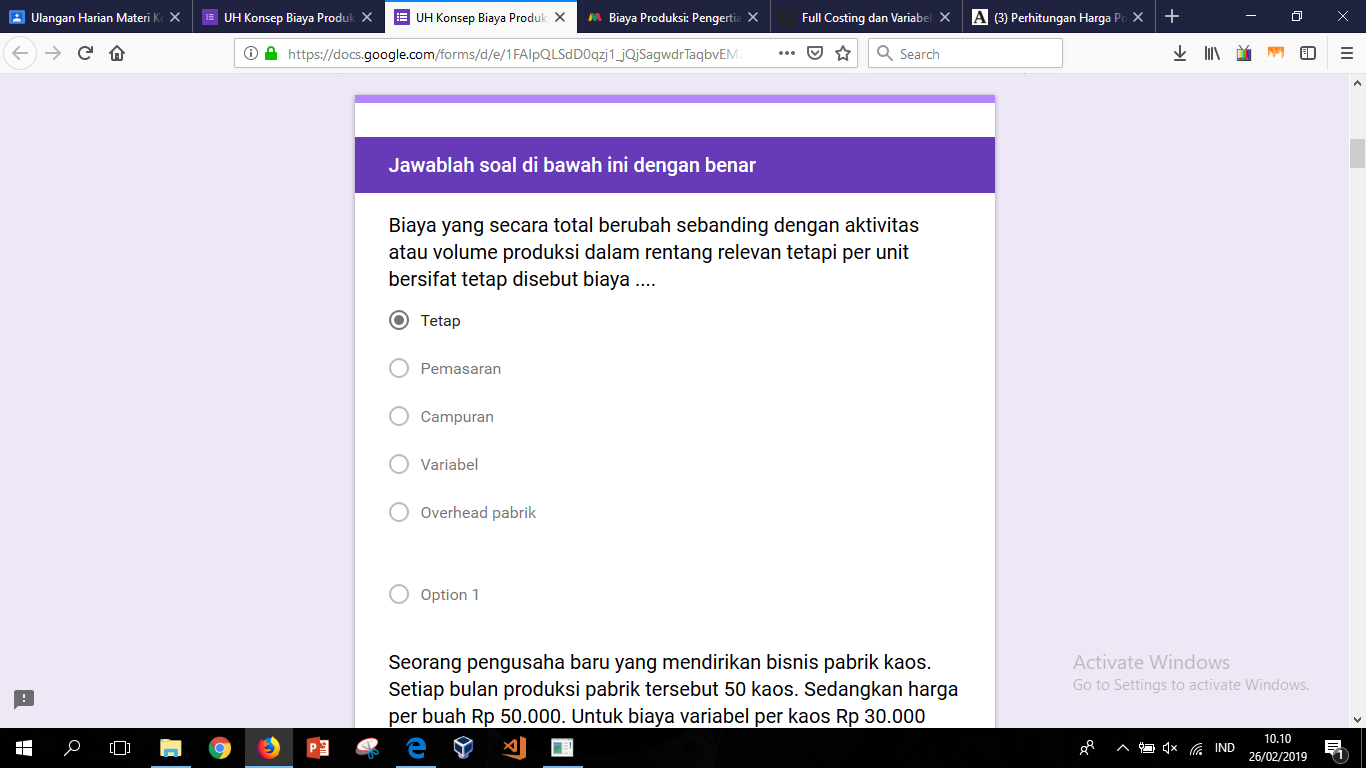 Ulangan Harian Materi K
UH Konsep Biaya Produk
UH Konsep Biaya Produk
Biaya Produksi: Pengertia
Full Costing dan Variabel
(3) Perhitungan Harga Po
https://docs.google.com/forms/d/e/1FAIpQLSdD0qzj1_jQjSagwdrTaqbvEM
Search
Jawablah soal di bawah ini dengan benar
Biaya yang secara total berubah sebanding dengan aktivitas
atau volume produksi dalam rentang relevan tetapi per unit
bersifat tetap disebut biaya ....
Tetap
Pemasaran
Campuran
Variabel
Overhead pabrik
Option 1
Seorang pengusaha baru yang mendirikan bisnis pabrik kaos.
Setiap bulan produksi pabrik tersebut 50 kaos. Sedangkan harga
per buah Rp 50.000. Untuk biaya variabel per kaos Rp 30.000
Activate Windows
Go to Settings to activate Windows.
IND
10.10
26/02/2019
1